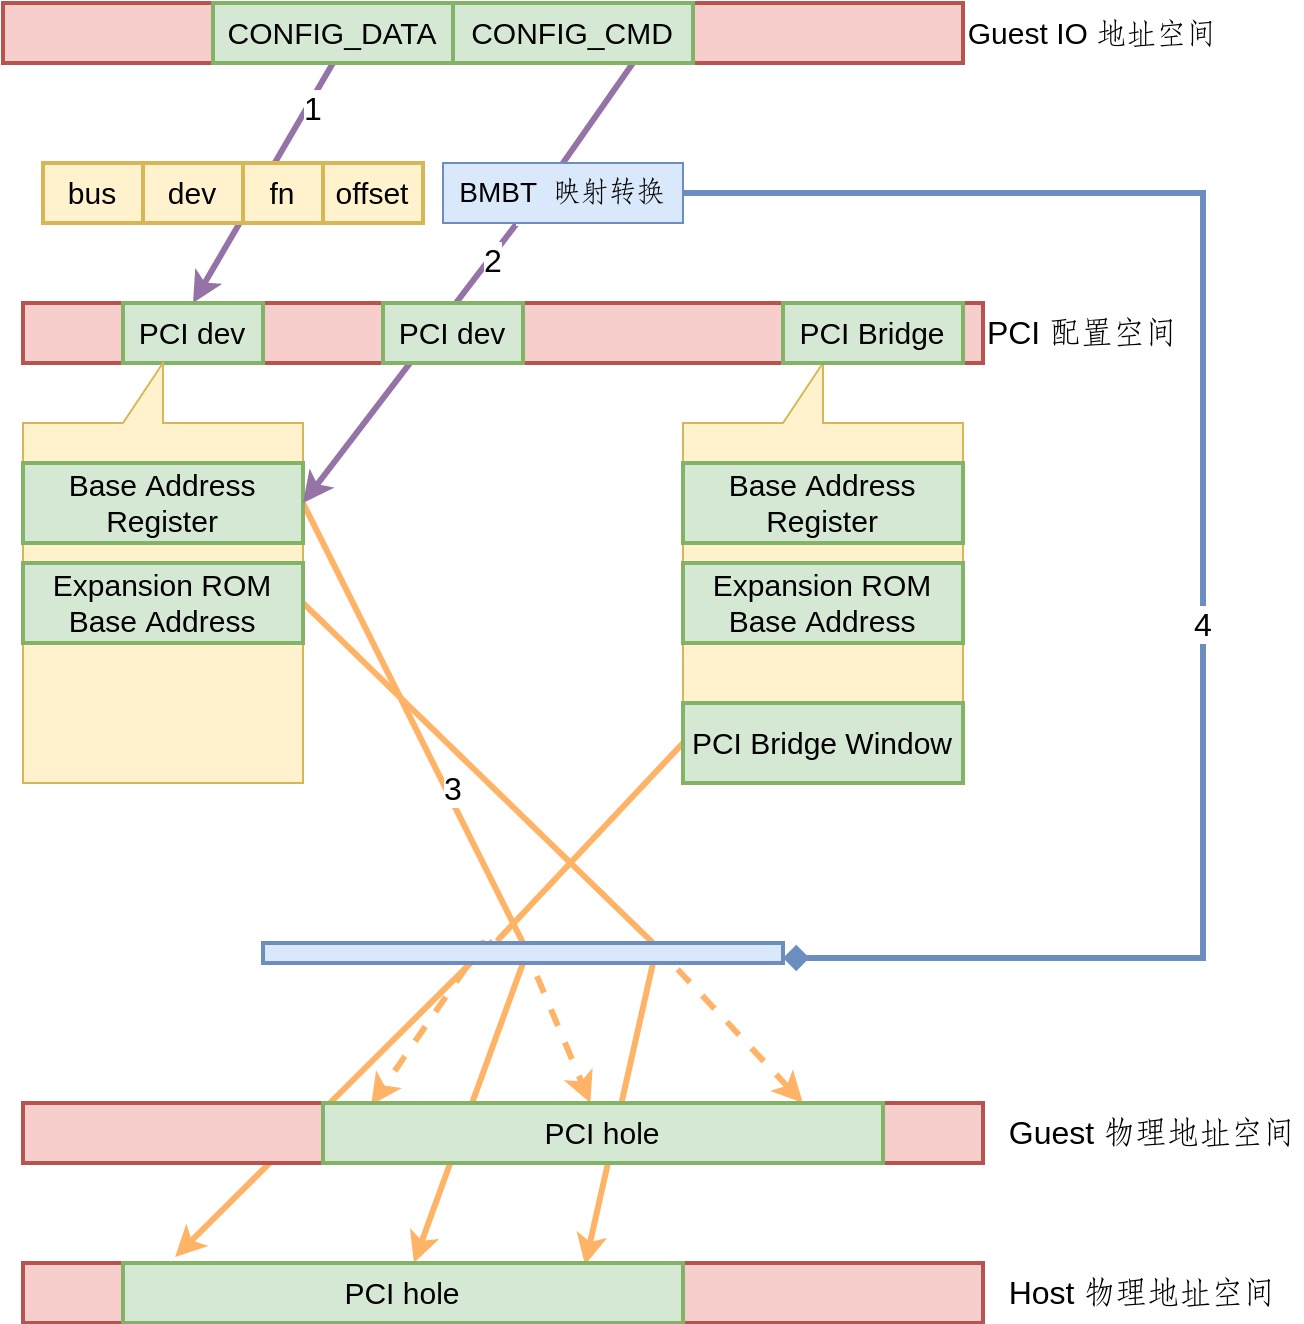 CONFIG_DATA CONFIG_CMD Guest IO 地址空间
1
bus dev fn offset BMBT 映射转换
2
PCI dev PCI dev PCI Bridge PCI 配置空间
Base Address
Register
Base Address
Register
Expansion ROM
Base Address
Expansion ROM
Base Address
4
PCI Bridge Window
3
PCI hole Guest 物理地址空间
PCI hole Host 物理地址空间